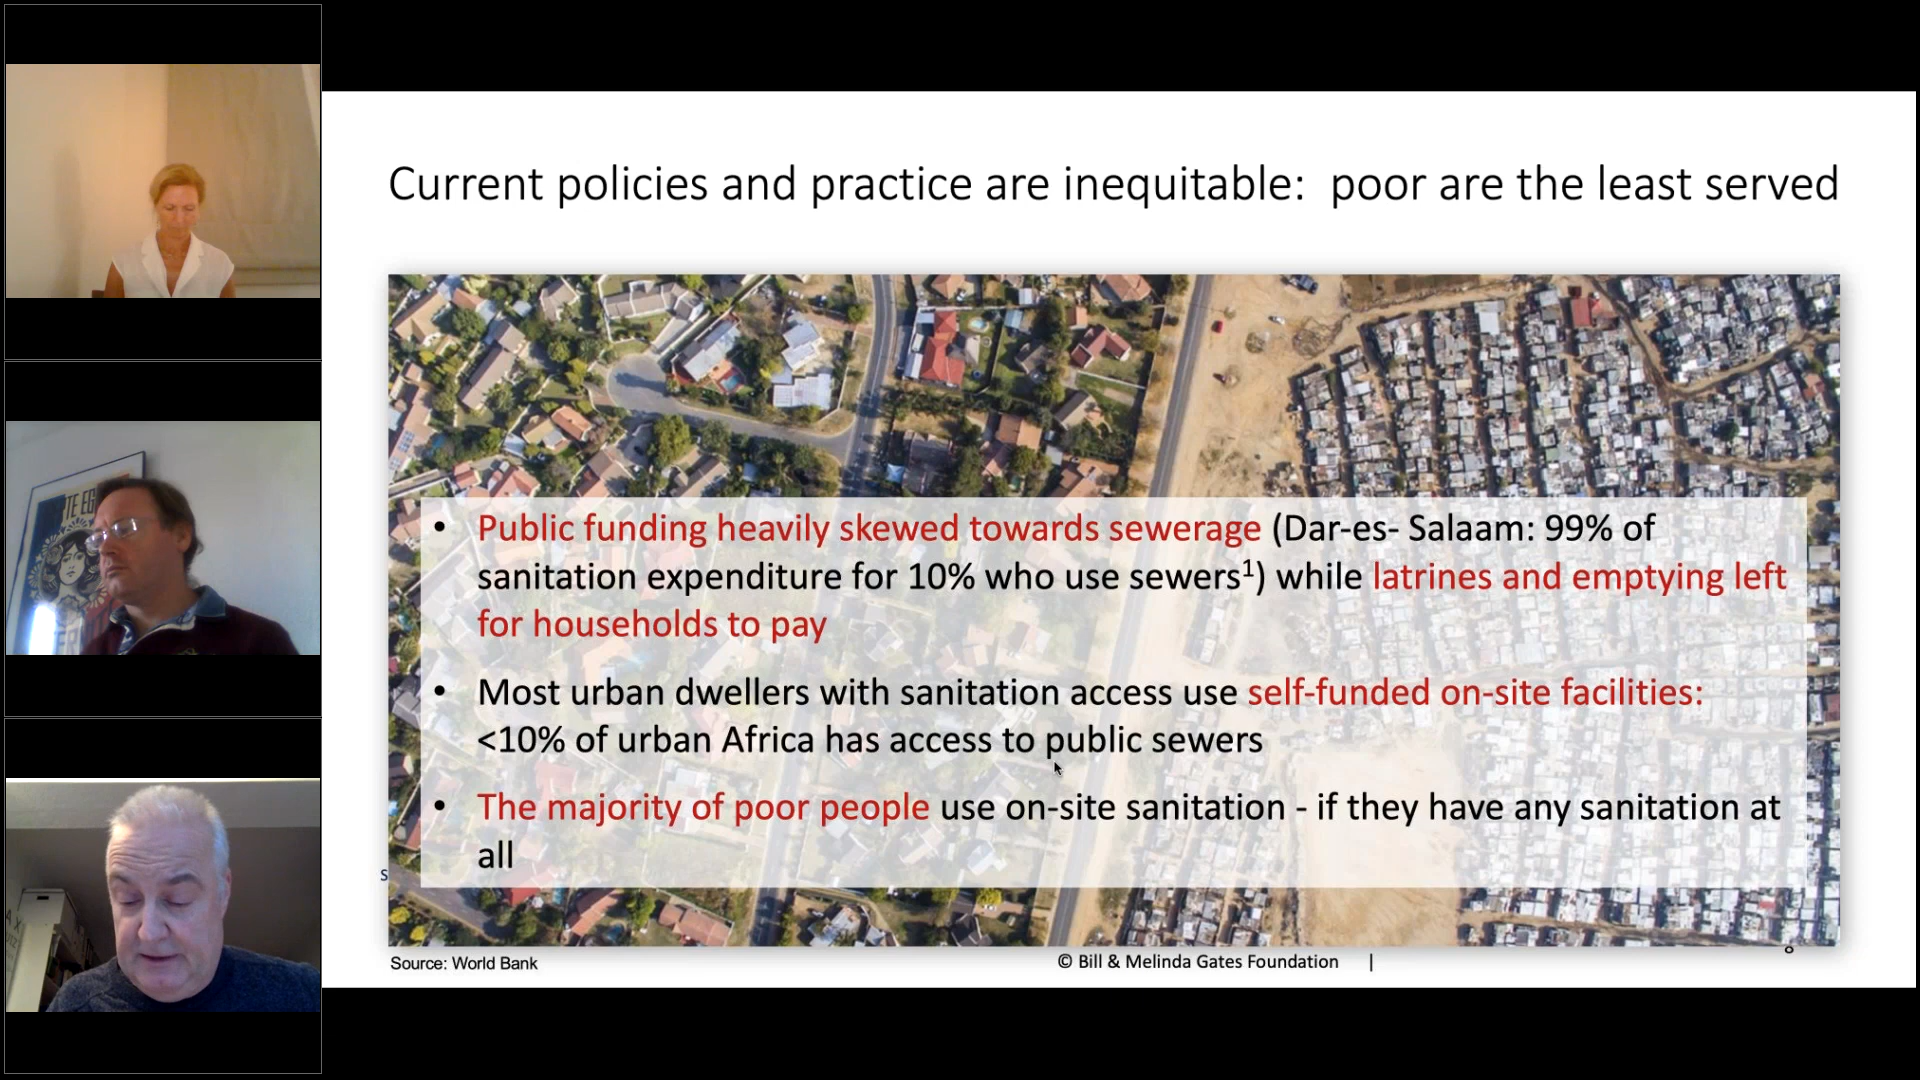 Current policies and practice are inequitable: poor are the least served
• Public funding heavily skewed towards sewerage (Dar-es- Salaam: 99% of
sanitation expenditure for 10% who use sewers¹) while latrines and emptying left
for households to pay
• Most urban dwellers with sanitation access use self-funded on-site facilities:
<10% of urban Africa has access to public sewers
• The majority of poor people use on-site sanitation - if they have any sanitation at
all
S
Source: World Bank
© Bill & Melinda Gates Foundation |
8